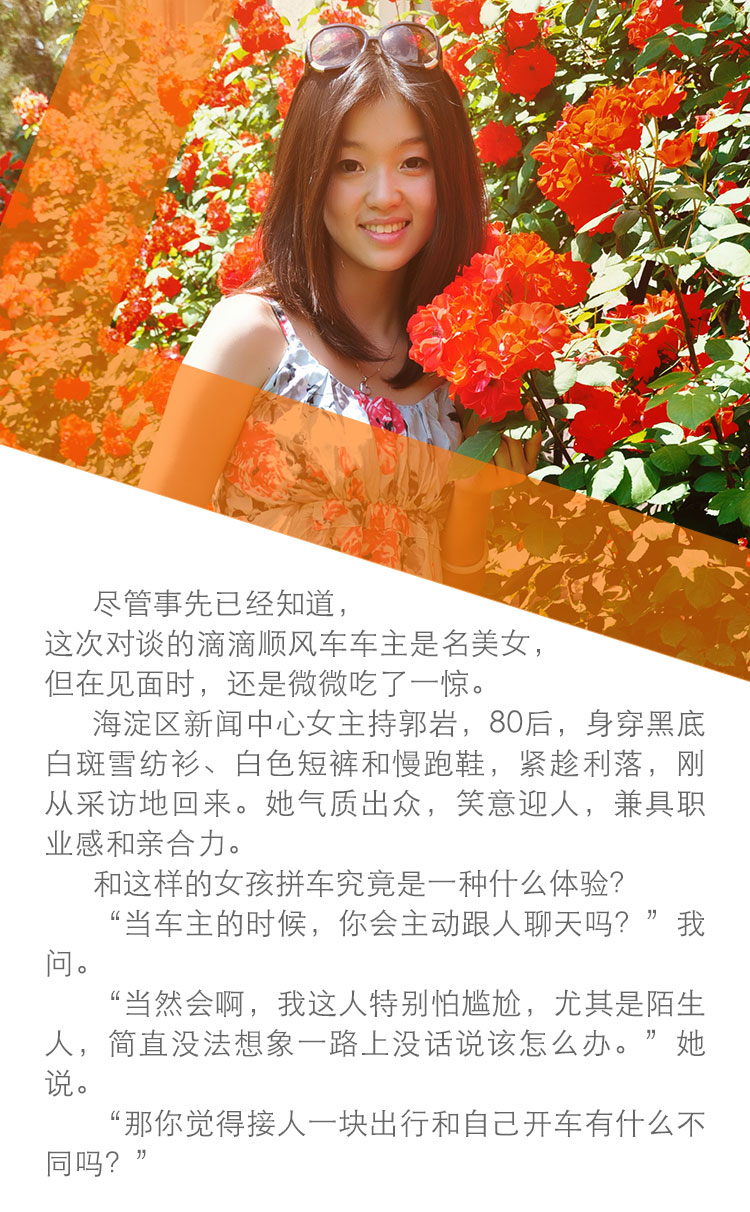 尽管事先已经知道，
这次对谈的滴滴顺风车车主是名美女，
但在见面时，还是微微吃了一惊。
海淀区新闻中心女主持郭岩，80后，身穿黑底
白斑雪纺衫、白色短裤和慢跑鞋，紧趁利落，刚
从采访地回来。她气质出众，笑意迎人，兼具职
业感和亲合力。
和这样的女孩拼车究竟是一种什么体验？
“当车主的时候，你会主动跟人聊天吗？”我
问。
“当然会啊，我这人特别怕尴尬，尤其是陌生
人，简直没法想象一路上没话说该怎么办。”她
说。
“那你觉得接人一块出行和自己开车有什么不
同吗？”